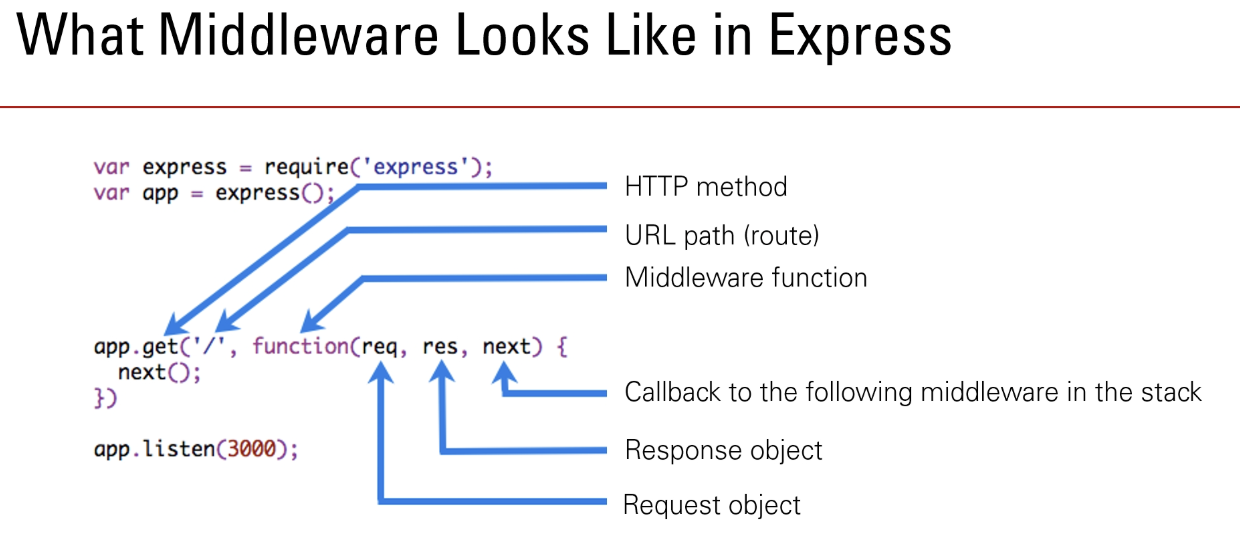 What Middleware Looks Like in Express
var express = require('express');
var app = express();
HTTP method
URL path (route)
Middleware function
app.get('/', function(req, res, next) {
next();
})
Callback to the following middleware in the stack
app.listen(3000);
Response object
Request object